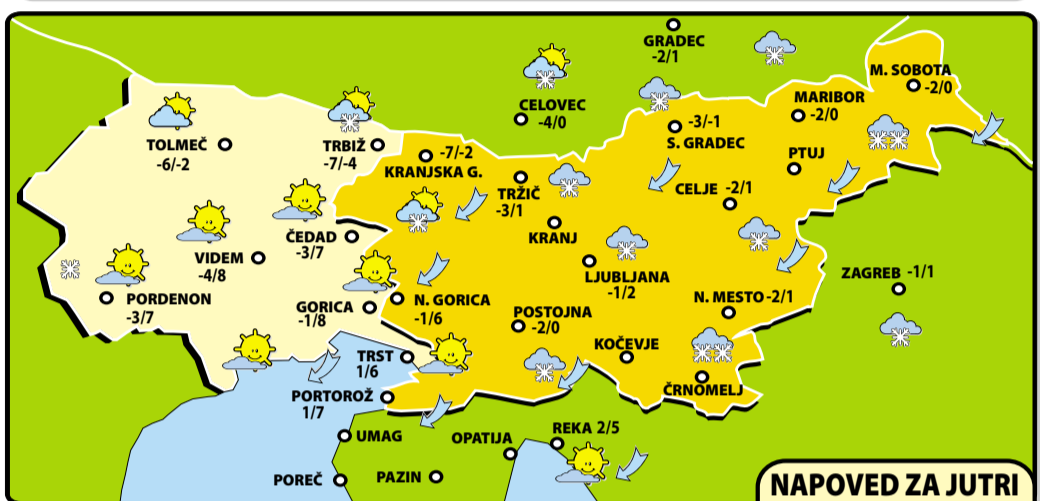 GRADEC
-2/1
M. SOBOTA
-2/0
CELOVEC
-4/0
MARIBOR
-2/0
-3/-1
S. GRADEC
TOLMEČ
-6/-2
TRBIŽ
-7/-4
-7/-2
KRANJSKA G.
PTUJ
TRŽIČ
-3/1
CELJE -2/1
KRANJ
ČEDAD
-3/7
VIDEM
-4/8
LJUBLJANA
-1/2
ZAGREB -1/1
PORDENON
-3/7
GORICA
-1/8
N. GORICA
-1/6
N. MESTO -2/1
POSTOJNA
-2/0
KOČEVJE
TRST
1/6
ČRNOMELJ
PORTOROŽ
1/7
UMAG
OPATIJA
REKA 2/5
POREČ
PAZIN
NAPOVED ZA JUTRI